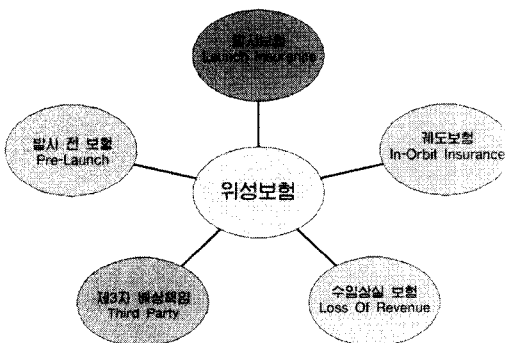 발사보험
Launch Insurance
발사 전 보험
Pre-Launch
궤도보험
In-Orbit Insurance
위성보험
제3자 배상책임
Third Party
수입상실 보험
Loss Of Revenue